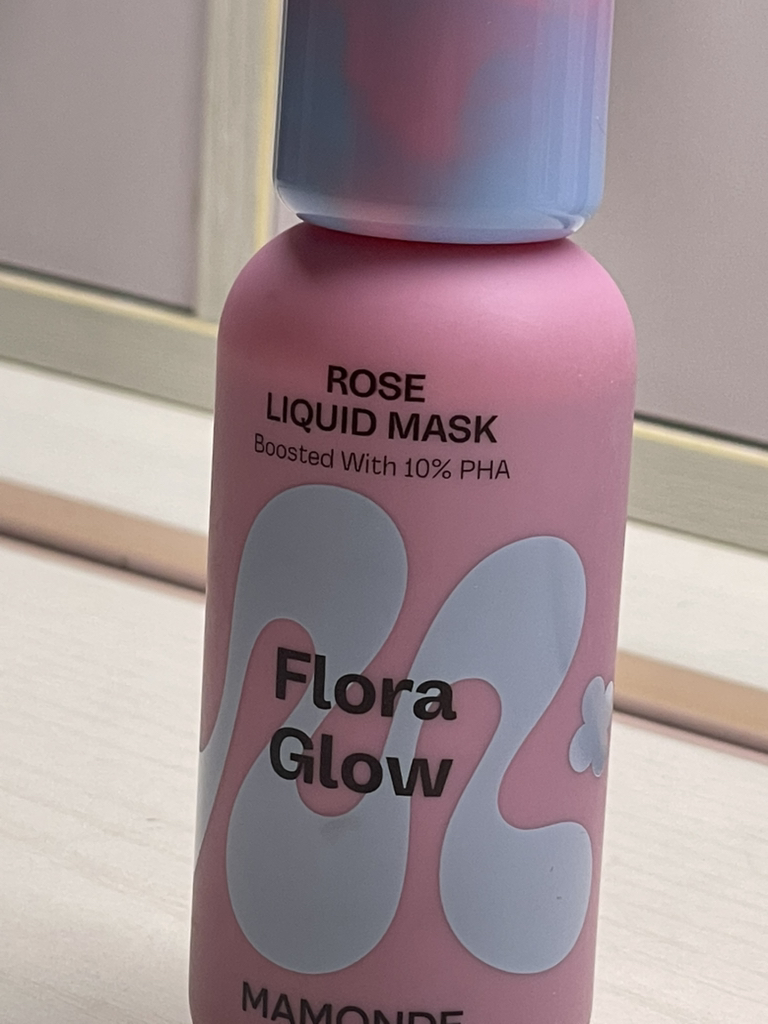 ROSE
LIQUID MASK
Boosted With 10% PHA
Flora
Glow
MAMONDE